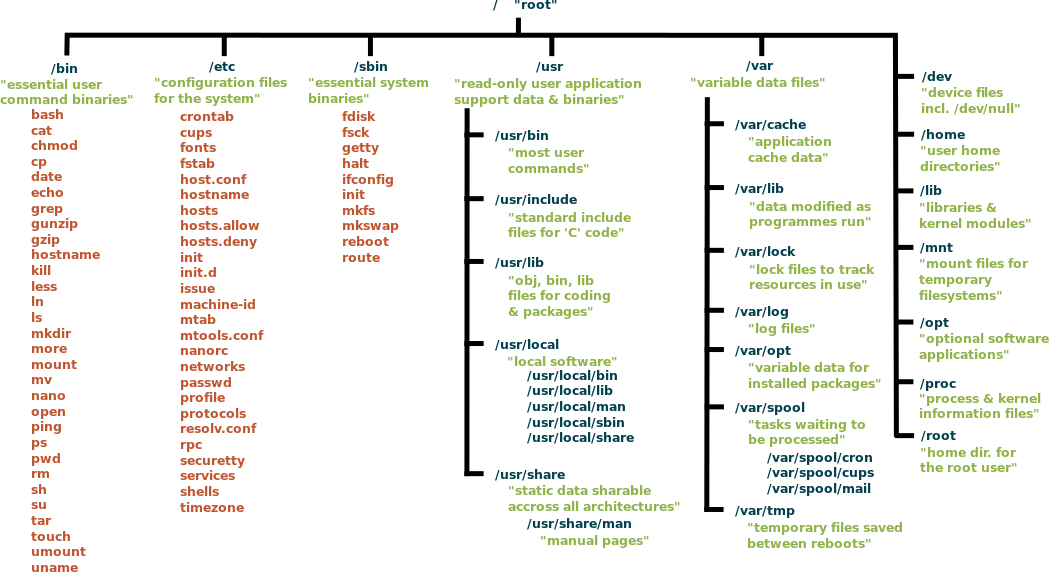 / "root"
/bin
"essential user
command binaries"
bash
cat
chmod
cp
date
echo
grep
gunzip
gzip
hostname
kill
less
ln
ls
mkdir
more
mount
mv
nano
open
ping
ps
pwd
rm
sh
su
tar
touch
umount
uname
/etc
"configuration files
for the system"
crontab
cups
fonts
fstab
host.conf
hostname
hosts
hosts.allow
hosts.deny
init
init.d
issue
machine-id
mtab
mtools.conf
nanorc
networks
passwd
profile
protocols
resolv.conf
rpc
securetty
services
shells
timezone
/sbin
"essential system
binaries"
fdisk
fsck
getty
halt
ifconfig
init
mkfs
mkswap
reboot
route
/usr
"read-only user application
support data & binaries"
/usr/bin
"most user
commands"
/usr/include
"standard include
files for 'C' code"
/usr/lib
"obj, bin, lib
files for coding
& packages"
/usr/local
"local software"
/usr/local/bin
/usr/local/lib
/usr/local/man
/usr/local/sbin
/usr/local/share
/usr/share
"static data sharable
accross all architectures"
/usr/share/man
"manual pages"
/var
"variable data files"
/var/cache
"application
cache data"
/var/lib
"data modified as
programmes run"
/var/lock
"lock files to track
resources in use"
/var/log
"log files"
/var/opt
"variable data for
installed packages"
/var/spool
"tasks waiting to
be processed"
/var/spool/cron
/var/spool/cups
/var/spool/mail
/var/tmp
"temporary files saved
between reboots"
/dev
"device files
incl. /dev/null"
/home
"user home
directories"
/lib
"libraries &
kernel modules"
/mnt
"mount files for
temporary
filesystems"
/opt
"optional software
applications"
/proc
"process & kernel
information files"
/root
"home dir. for
the root user"